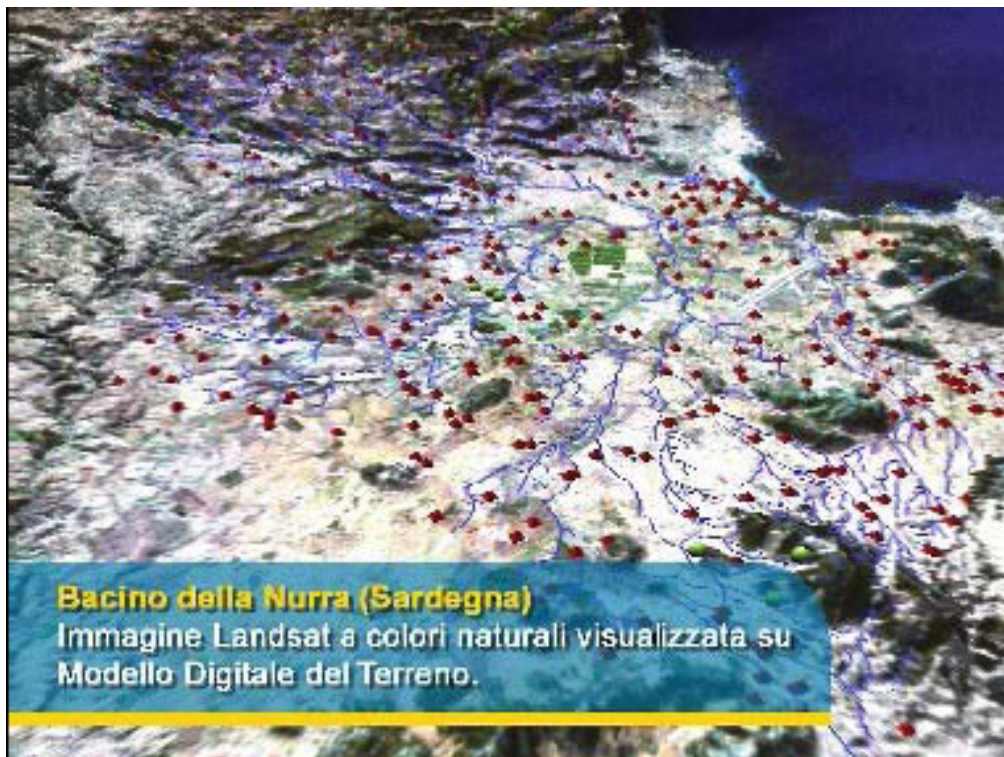 Bacino della Nurra (Sardegna)
Immagine Landsat a colori naturali visualizzata su
Modello Digitale del Terreno.